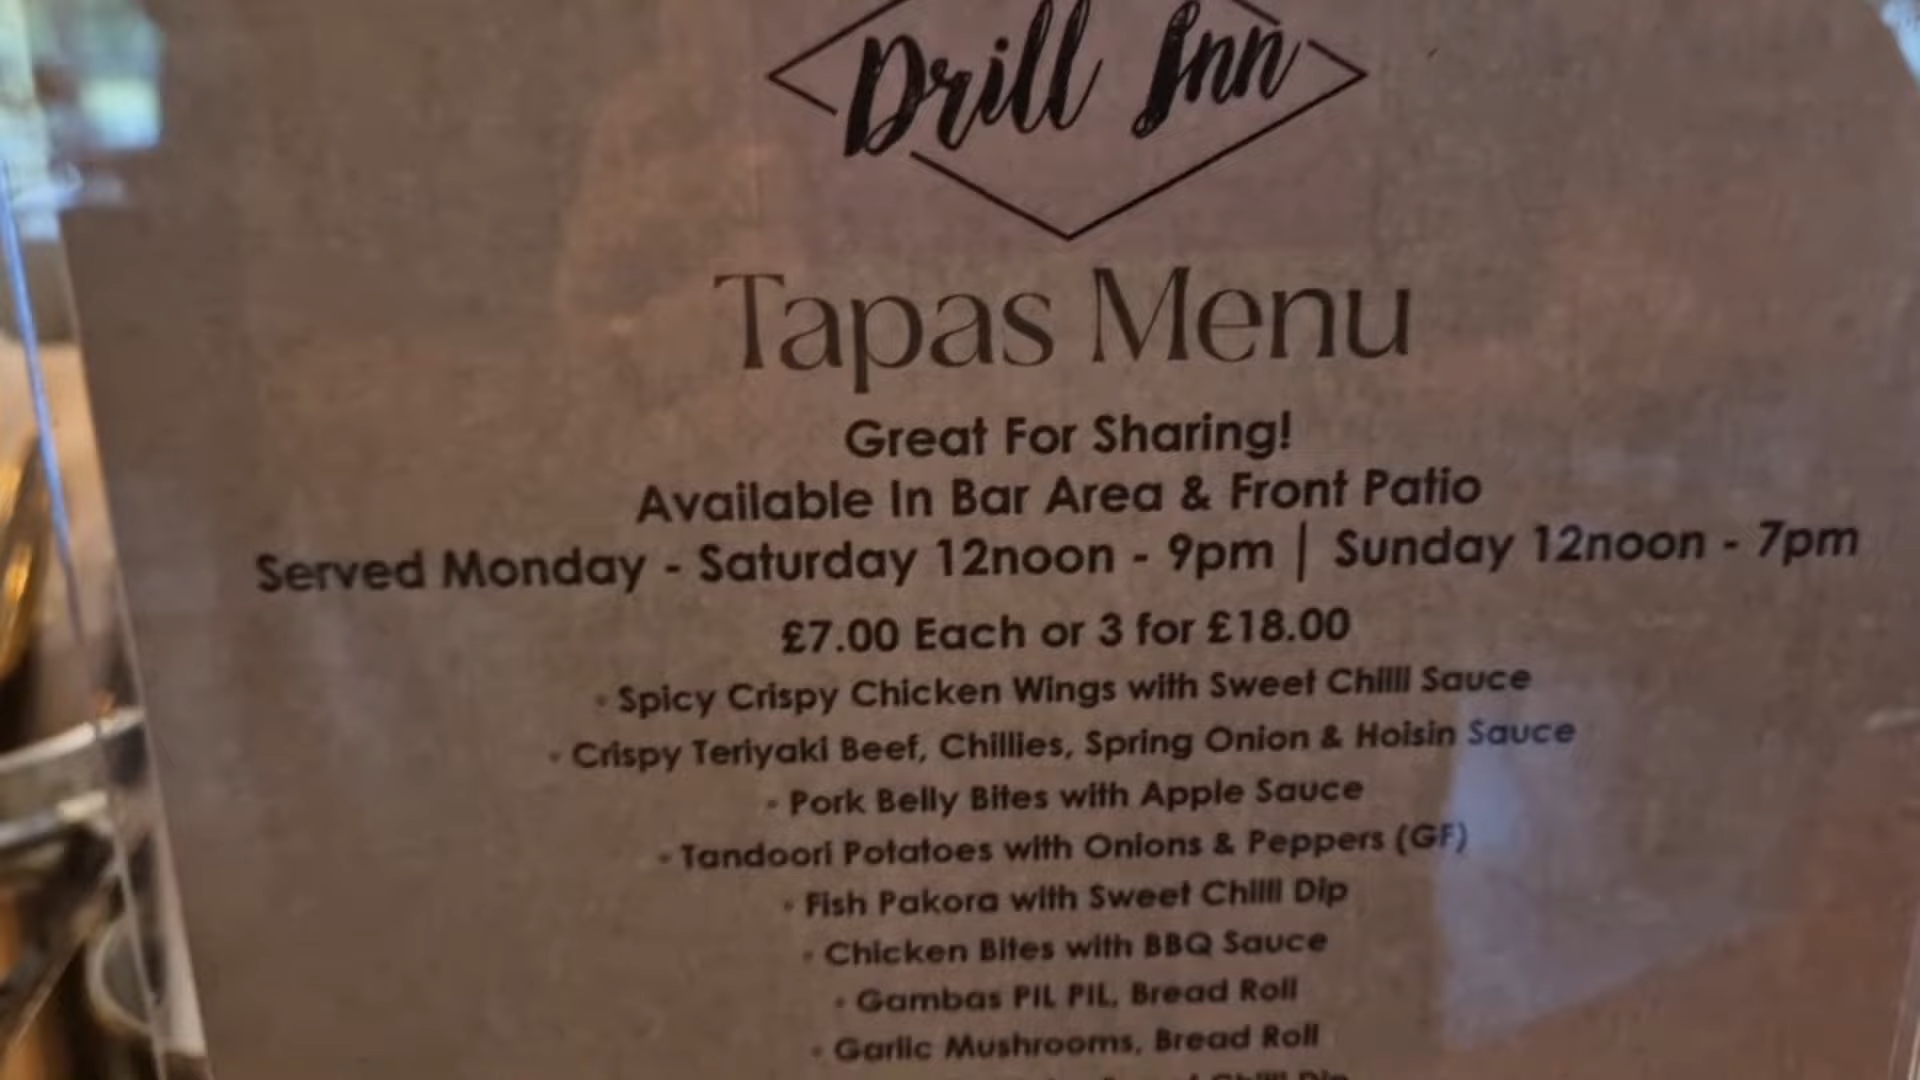 Drill Inn
Tapas Menu
Great For Sharing!
Available In Bar Area & Front Patio
Served Monday - Saturday 12noon - 9pm | Sunday 12noon - 7pm
£7.00 Each or 3 for £18.00
• Spicy Crispy Chicken Wings with Sweet Chilli Sauce
• Crispy Teriyaki Beef, Chillies, Spring Onion & Hoisin Sauce
• Pork Belly Bites with Apple Sauce
• Tandoori Potatoes with Onions & Peppers (GF)
• Fish Pakora with Sweet Chilli Dip
• Chicken Bites with BBQ Sauce
• Gambas PIL PIL, Bread Roll
• Garlic Mushrooms, Bread Roll
Chilli Dip